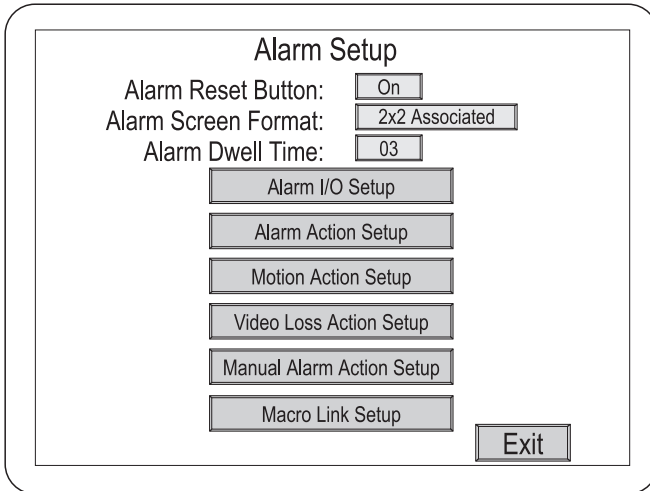 Alarm Setup
Alarm Reset Button: On
Alarm Screen Format: 2x2 Associated
Alarm Dwell Time: 03
Alarm I/O Setup
Alarm Action Setup
Motion Action Setup
Video Loss Action Setup
Manual Alarm Action Setup
Macro Link Setup
Exit